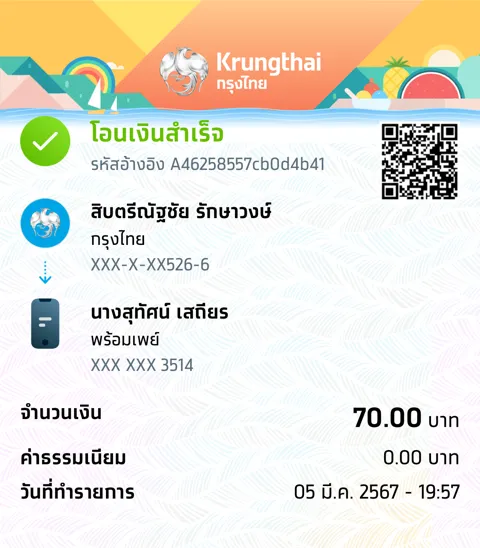 Krungthai
กรุงไทย
โอนเงินสำเร็จ
รหัสอ้างอิง A46258557cb0d4b41
สิบตรีณัฐชัย รักษาวงษ์
กรุงไทย
XXX-X-XX526-6
นางสุทัศน์ เสถียร
พร้อมเพย์
XXX XXX 3514
จำนวนเงิน 70.00 บาท
ค่าธรรมเนียม 0.00 บาท
วันที่ทำรายการ 05 มี.ค. 2567 - 19:57